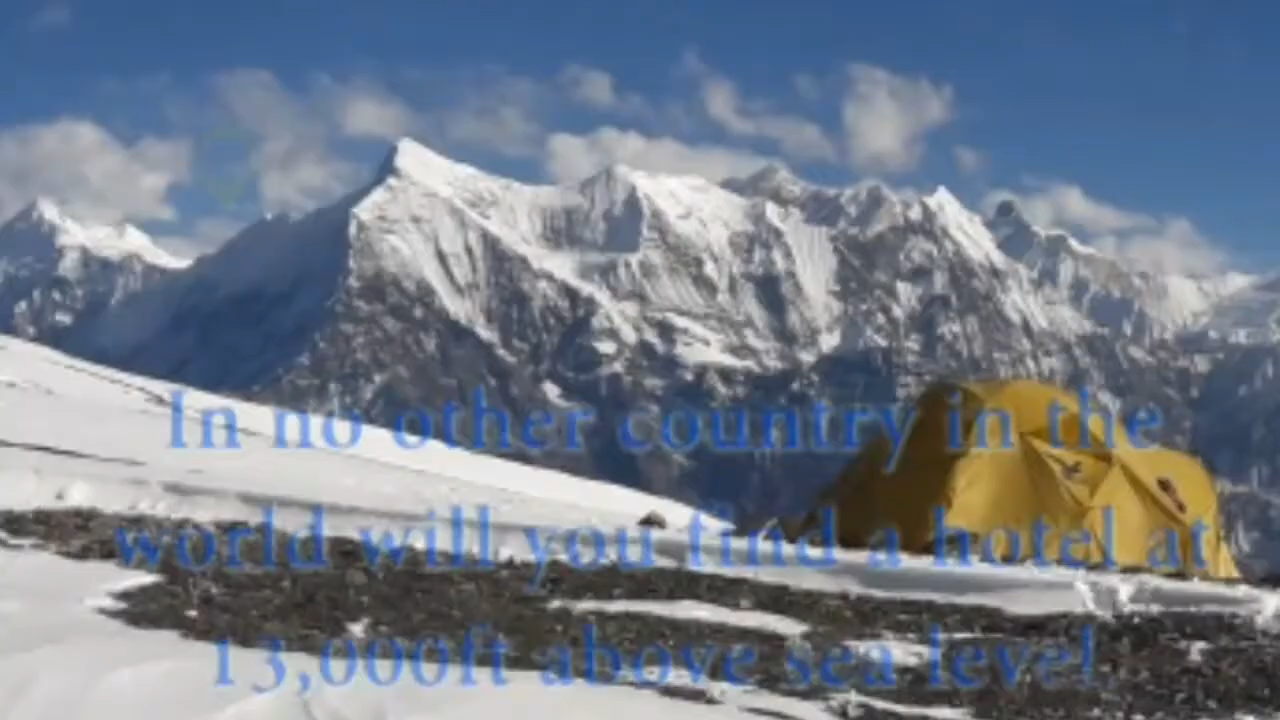 In no other country in the
world will you find a hotel at
13,000ft above sea level!